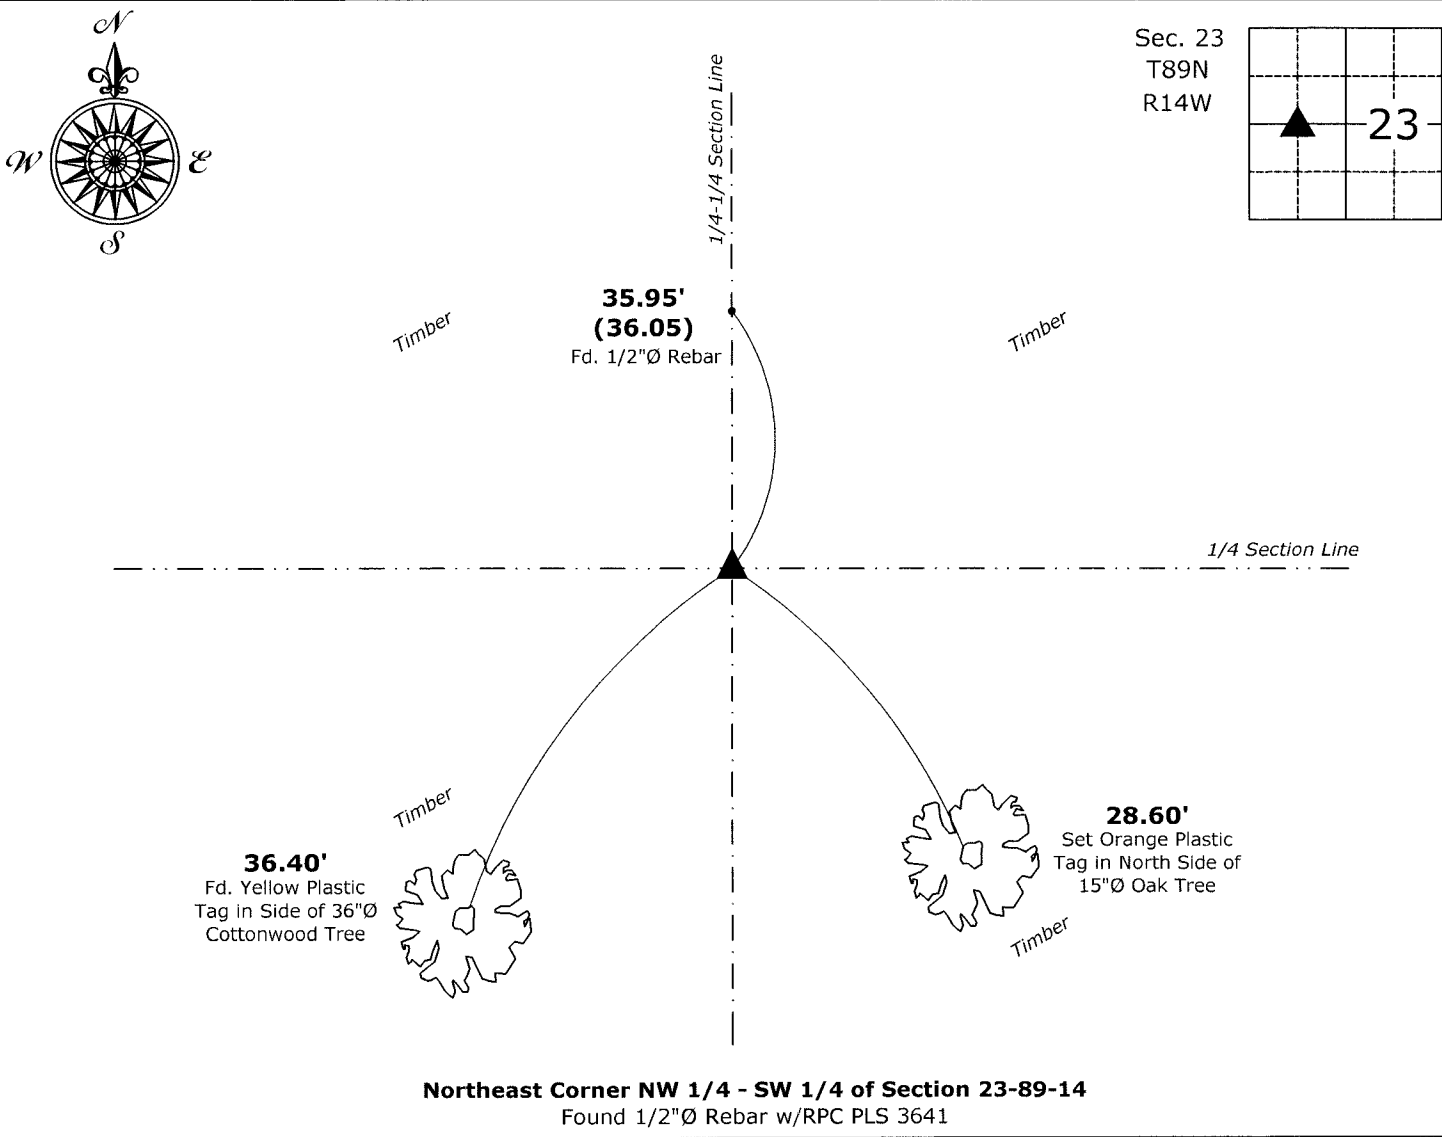 N
W
E
S
Sec. 23
T89N
R14W
23
1/4-1/4 Section Line
35.95'
(36.05)
Fd. 1/2"Ø Rebar
Timber
Timber
1/4 Section Line
Timber
36.40'
Fd. Yellow Plastic
Tag in Side of 36"Ø
Cottonwood Tree
28.60'
Set Orange Plastic
Tag in North Side of
15"Ø Oak Tree
Timber
Northeast Corner NW 1/4 - SW 1/4 of Section 23-89-14
Found 1/2"Ø Rebar w/RPC PLS 3641